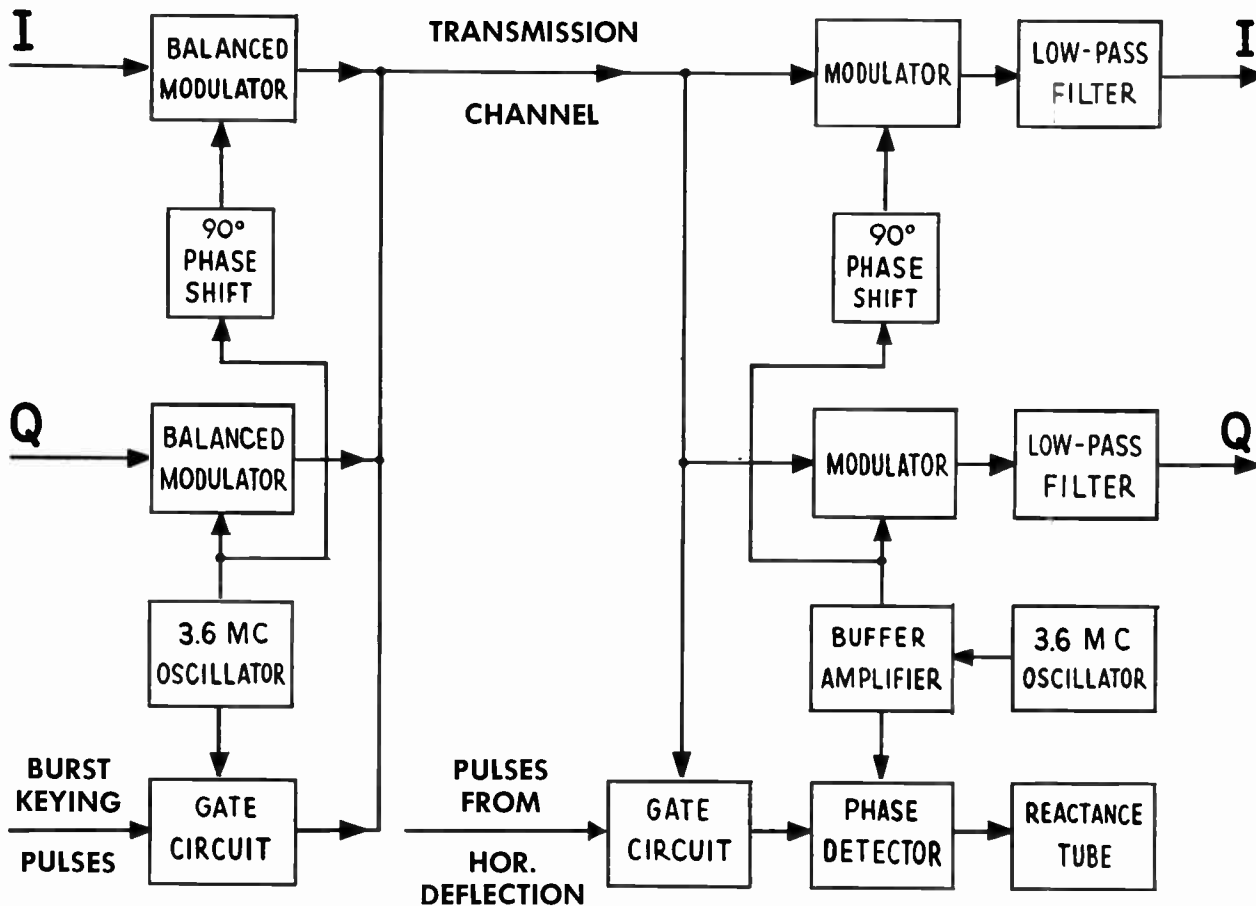 I
BALANCED
MODULATOR
TRANSMISSION
CHANNEL
MODULATOR
LOW-PASS
FILTER
I
90°
PHASE
SHIFT
90°
PHASE
SHIFT
Q
BALANCED
MODULATOR
MODULATOR
LOW-PASS
FILTER
Q
3.6 MC
OSCILLATOR
BUFFER
AMPLIFIER
3.6 MC
OSCILLATOR
BURST
KEYING
PULSES
GATE
CIRCUIT
PULSES
FROM
HOR.
DEFLECTION
GATE
CIRCUIT
PHASE
DETECTOR
REACTANCE
TUBE